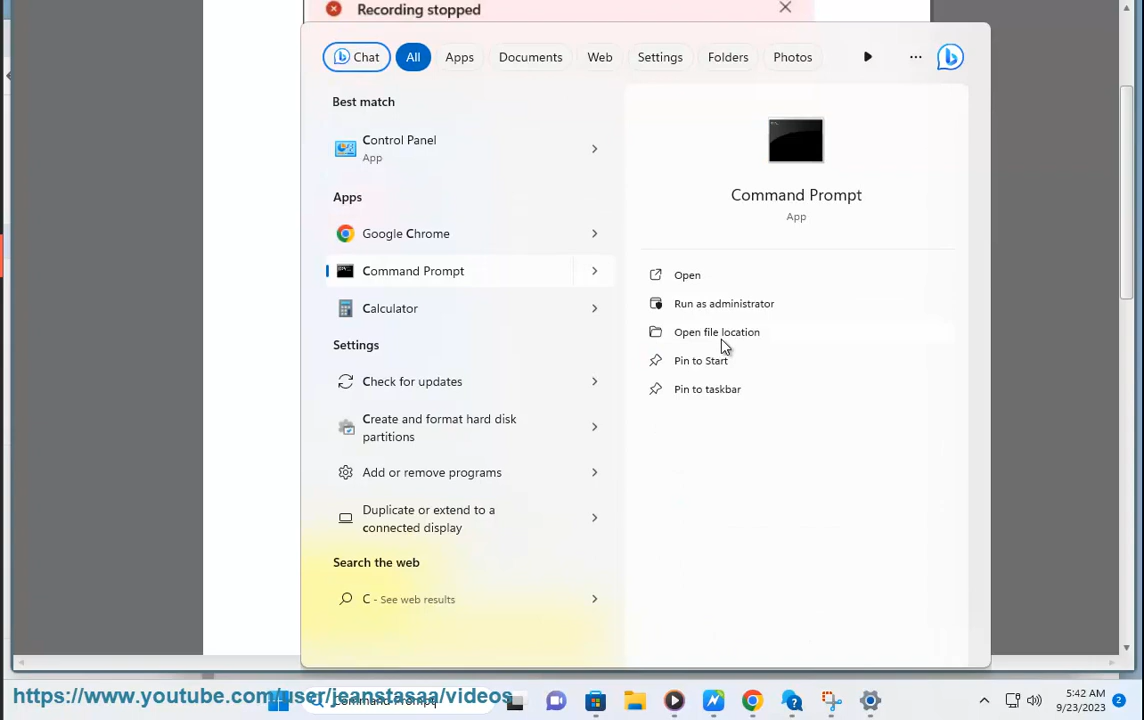 Recording stopped
Chat
All
Apps
Documents
Web
Settings
Folders
Photos
Best match
Control Panel
App
Apps
Google Chrome
Command Prompt
Calculator
Settings
Check for updates
Create and format hard disk
partitions
Add or remove programs
Duplicate or extend to a
connected display
Search the web
C - See web results
Command Prompt
App
Open
Run as administrator
Open file location
Pin to Start
Pin to taskbar
https://www.youtube.com/user/jeanstasaa/videos
5:42 AM
9/23/2023
2